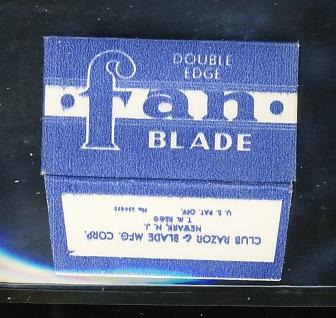 DOUBLE
EDGE
fan
BLADE
CLUB RAZOR & BLADE MFG. CORP.
NEWARK, N. J.
T. M. REG.
U. S. PAT. OFF.